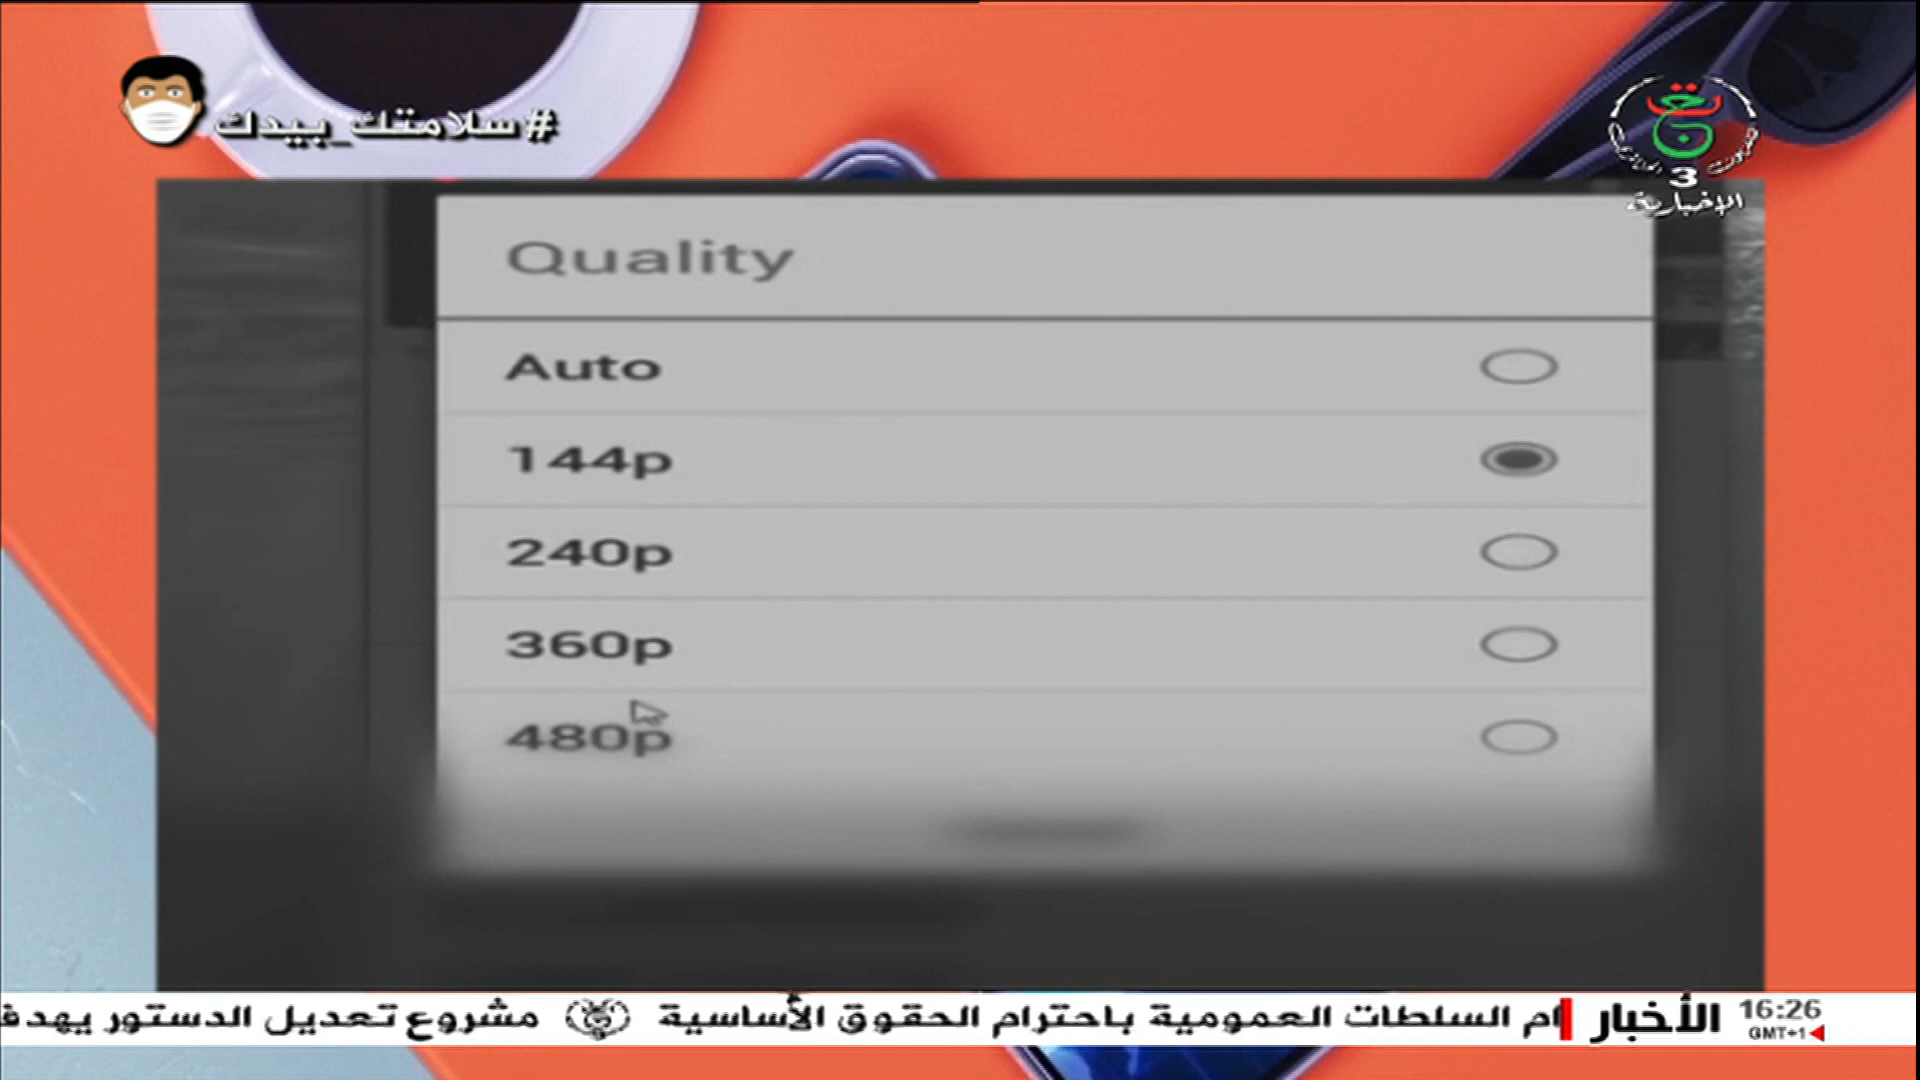 #سلامتك_بيدك
3
الإخبارية
Quality
Auto
144p
240p
360p
480p
16:26
GMT+1
الأخبار
ام السلطات العمومية باحترام الحقوق الأساسية
مشروع تعديل الدستور يهدف